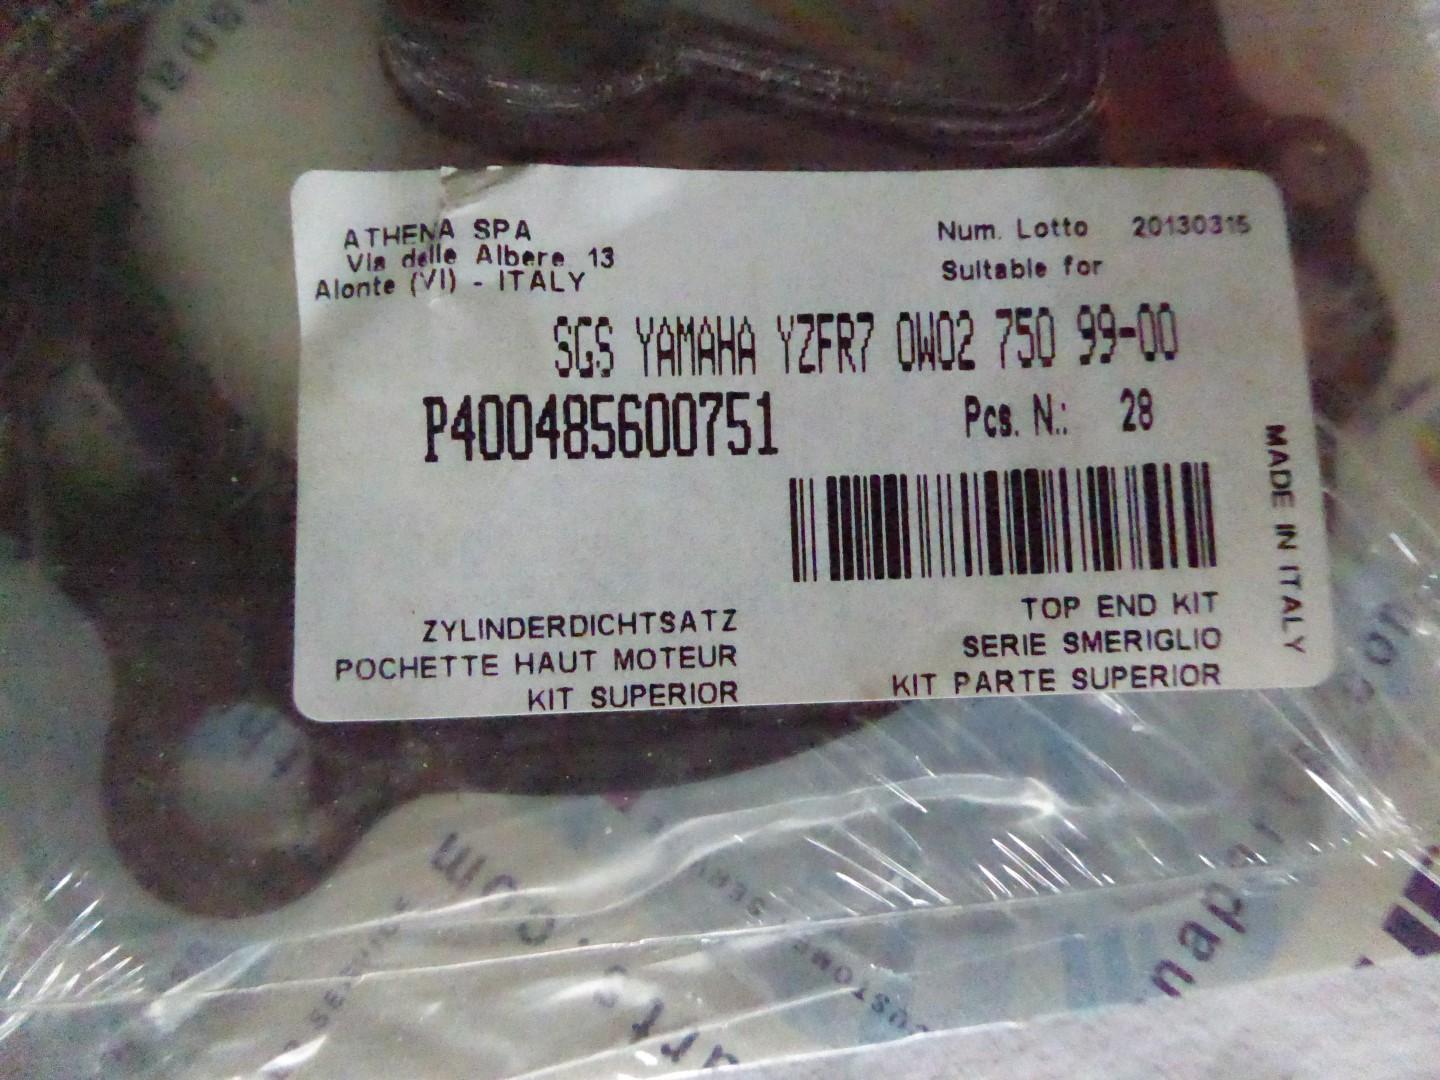 ATHENA SPA
Via delle Albere 13
Alonte (VI) - ITALY
Num. Lotto 20130315
Suitable for
SGS YAMAHA YZFR7 0W02 750 99-00
P400485600751
Pcs. N.: 28
MADE IN ITALY
ZYLINDERDICHTSATZ
POCHETTE HAUT MOTEUR
KIT SUPERIOR
TOP END KIT
SERIE SMERIGLIO
KIT PARTE SUPERIOR